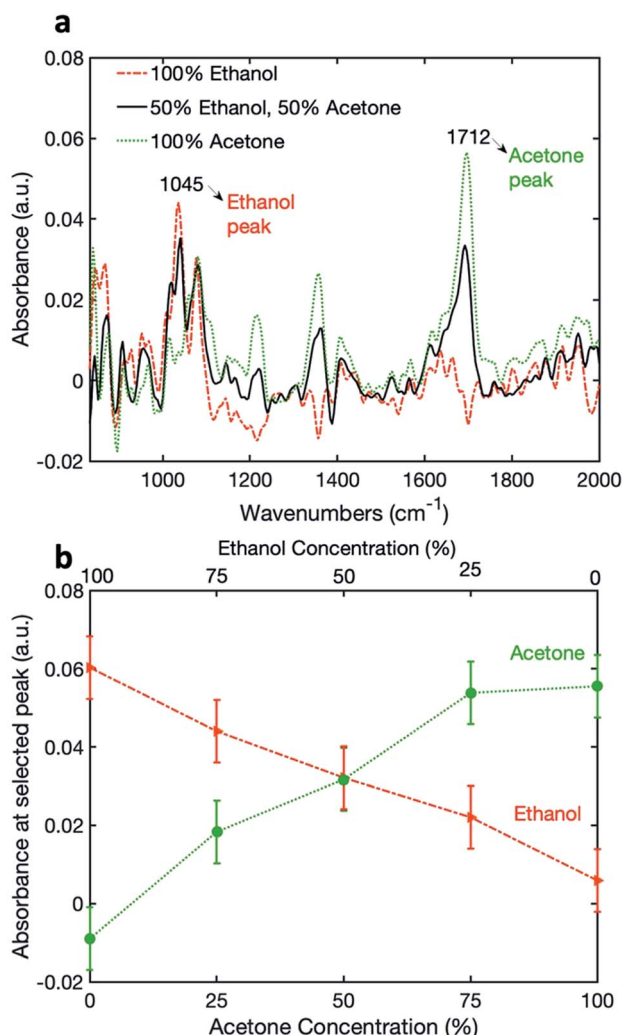 a
0.08
0.06
0.04
0.02
0
-0.02
Absorbance (a.u.)
100% Ethanol
50% Ethanol, 50% Acetone
100% Acetone
1045
Ethanol
peak
1712
Acetone
peak
1000 1200 1400 1600 1800 2000
Wavenumbers (cm-1)
b
Ethanol Concentration (%)
100 75 50 25 0
0.08
0.06
0.04
0.02
0
-0.02
Absorbance at selected peak (a.u.)
Acetone
Ethanol
0 25 50 75 100
Acetone Concentration (%)